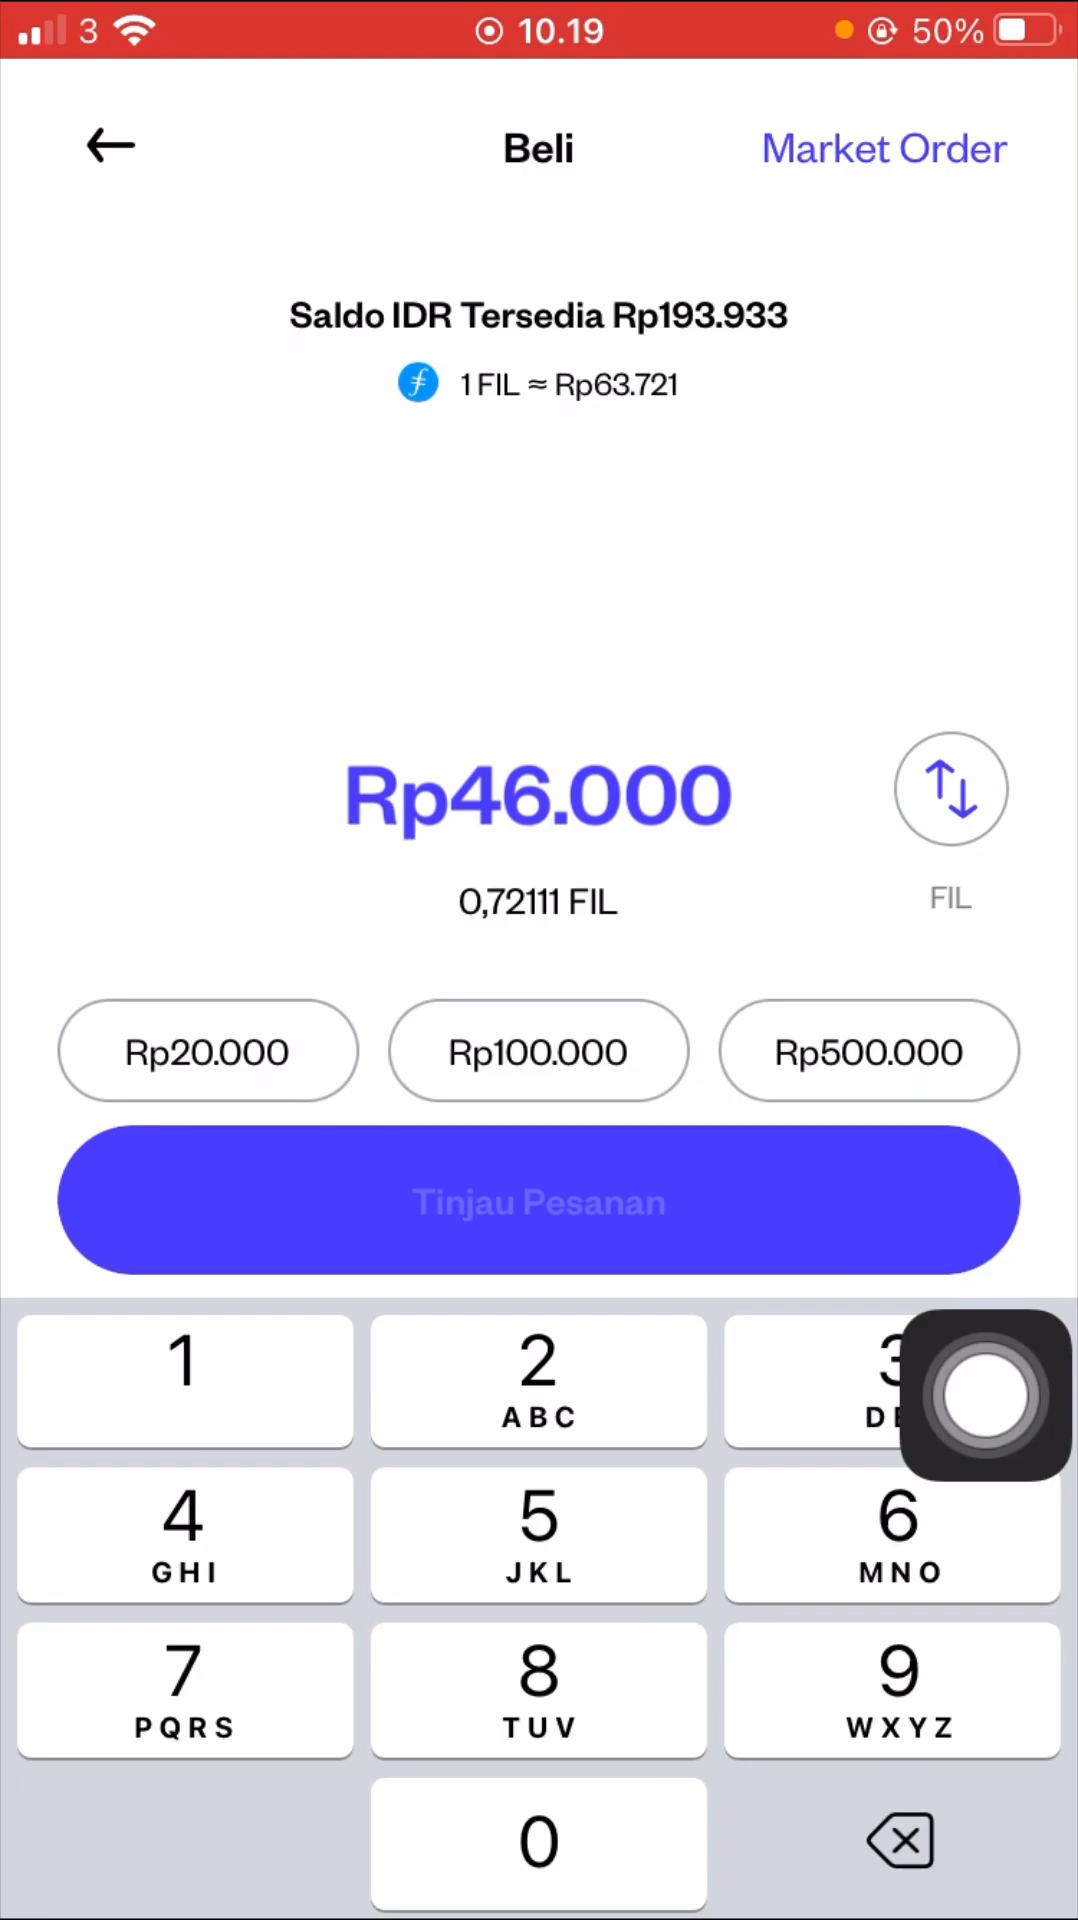 3 10.19 50%
Beli Market Order
Saldo IDR Tersedia Rp193.933
1 FIL ≈ Rp63.721
Rp46.000
0,72111 FIL
FIL
Rp20.000 Rp100.000 Rp500.000
Tinjau Pesanan
1 2 3
ABC D
4 5 6
GHI JKL MNO
7 8 9
PQRS TUV WXYZ
0